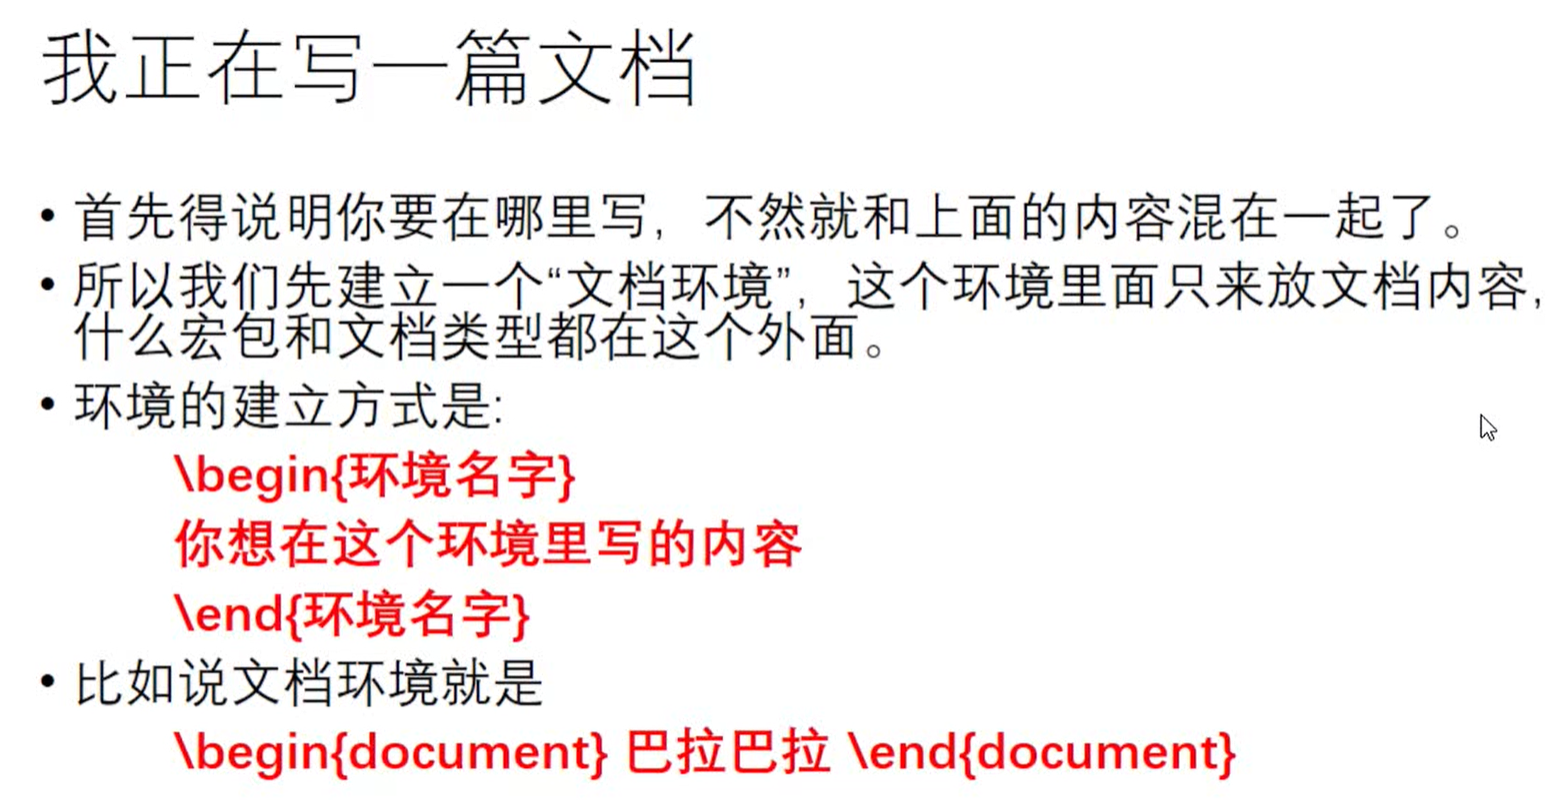 我正在写一篇文档
• 首先得说明你要在哪里写，不然就和上面的内容混在一起了。
• 所以我们先建立一个“文档环境”，这个环境里面只来放文档内容，
什么宏包和文档类型都在这个外面。
• 环境的建立方式是:
\begin{环境名字}
你想在这个环境里写的内容
\end{环境名字}
• 比如说文档环境就是
\begin{document} 巴拉巴拉 \end{document}